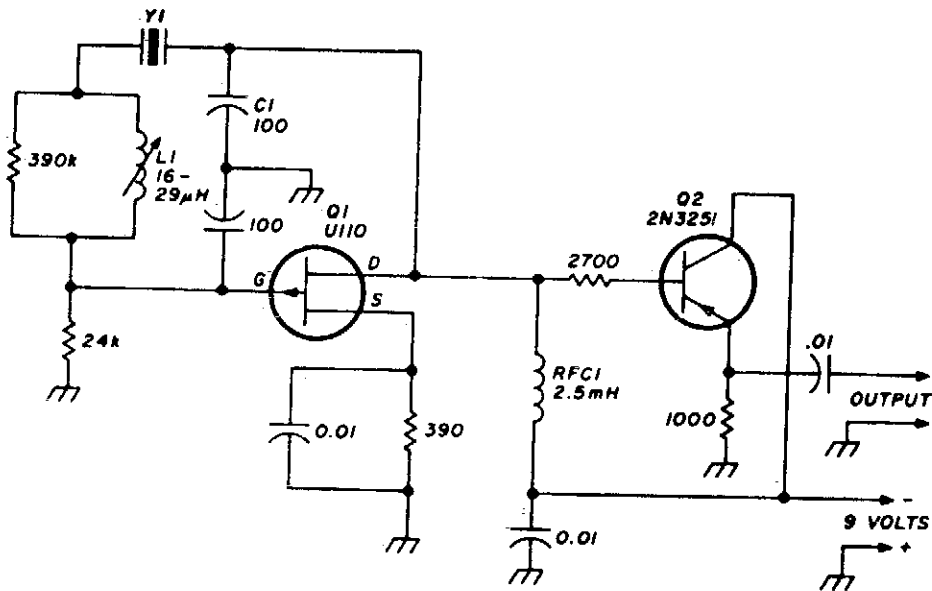 Y1
C1
100
390k
L1
16-
29μH
100
Q1
U110
G
D
S
24k
0.01
390
2700
Q2
2N3251
RFC1
2.5mH
.01
OUTPUT
1000
0.01
-
9 VOLTS
+